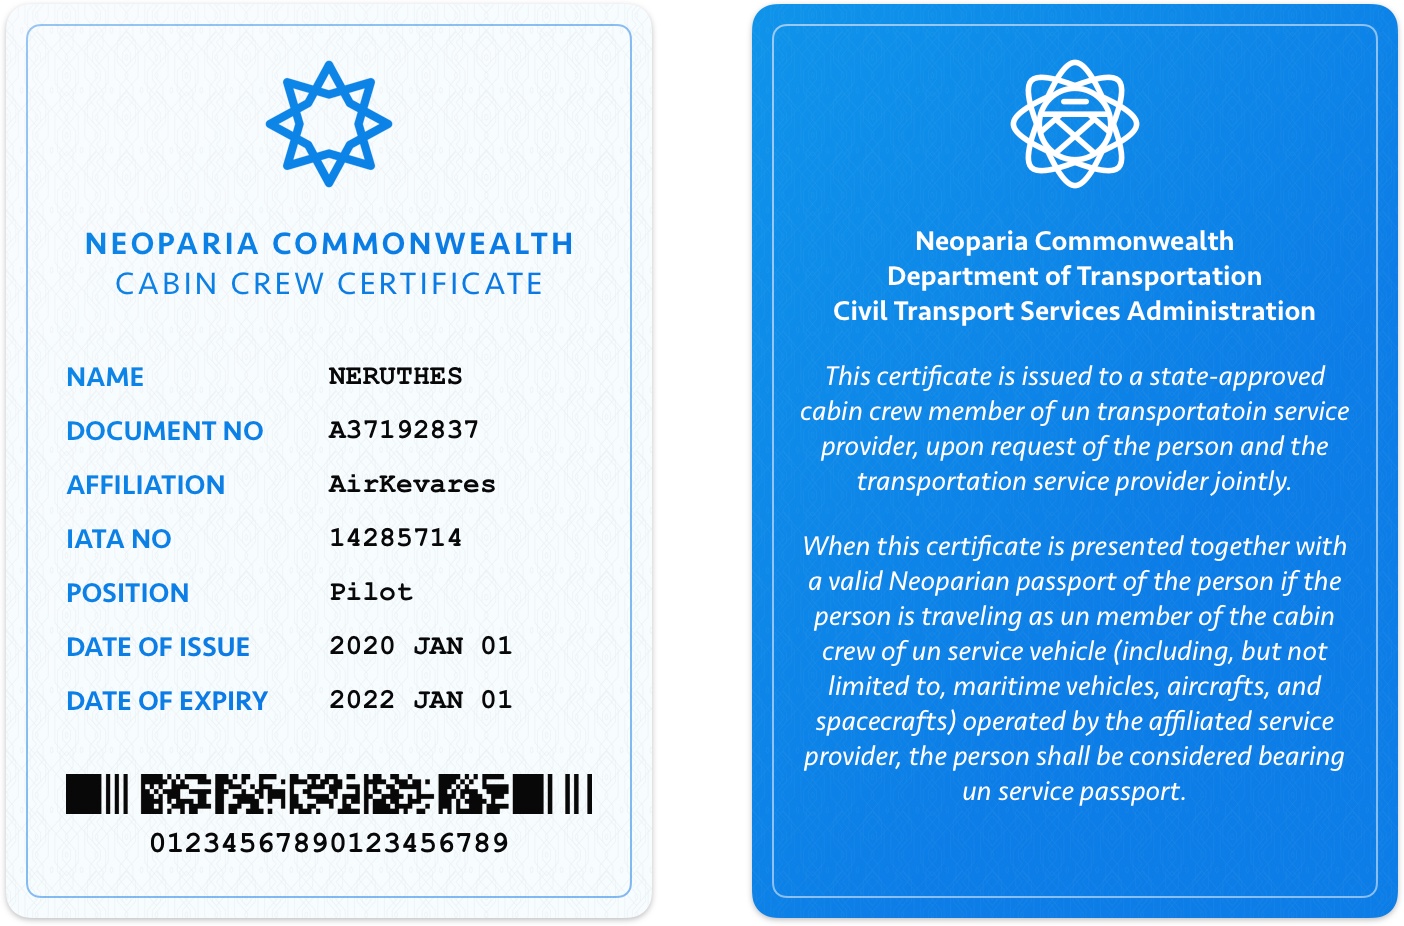 NEOPARIA COMMONWEALTH
CABIN CREW CERTIFICATE
NAME NERUTHES
DOCUMENT NO A37192837
AFFILIATION AirKevares
IATA NO 14285714
POSITION Pilot
DATE OF ISSUE 2020 JAN 01
DATE OF EXPIRY 2022 JAN 01
01234567890123456789
Neoparia Commonwealth
Department of Transportation
Civil Transport Services Administration
This certificate is issued to a state-approved
cabin crew member of un transportatoin service
provider, upon request of the person and the
transportation service provider jointly.
When this certificate is presented together with
a valid Neoparian passport of the person if the
person is traveling as un member of the cabin
crew of un service vehicle (including, but not
limited to, maritime vehicles, aircrafts, and
spacecrafts) operated by the affiliated service
provider, the person shall be considered bearing
un service passport.